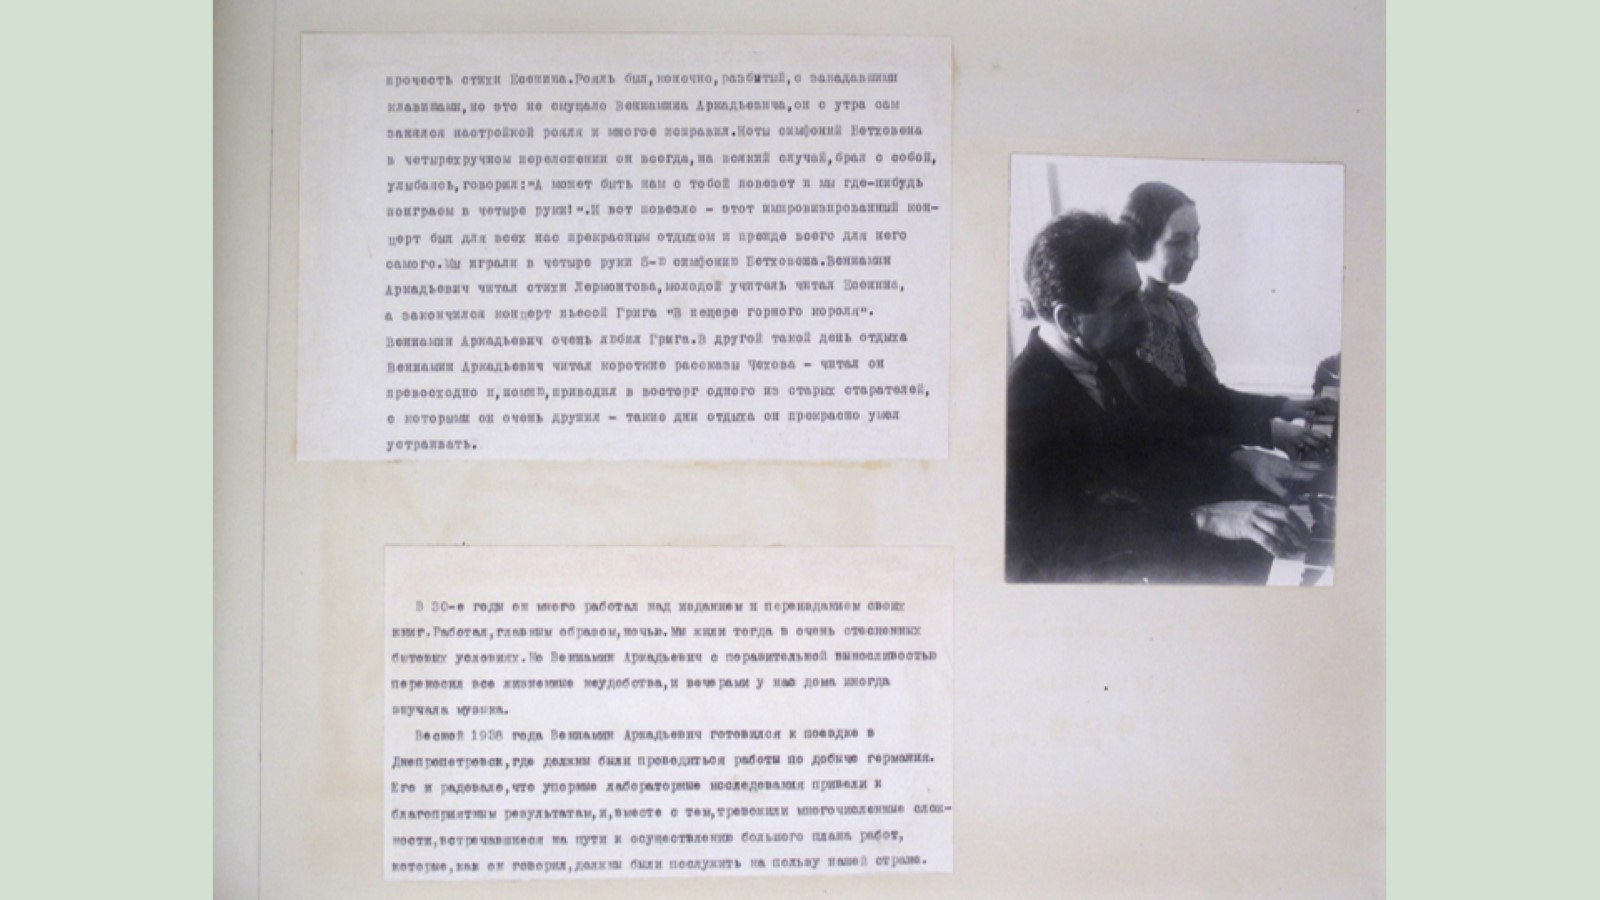 прочесть стихи Есенина.Рояль был,конечно,разбитый,с западавшими
клавишами,но это не смущало Вениамина Аркадьевича,он с утра сам
занялся настройкой рояля и многое исправил.Ноты симфоний Бетховена
в четырехручном переложении он всегда,на всякий случай,брал с собой,
улыбаясь,говорил:"А может быть нам с тобой повезет и мы где-нибудь
поиграем в четыре руки!".И вот повезло - этот импровизированный кон-
церт был для всех нас прекрасным отдыхом и прежде всего для него
самого.Мы играли в четыре руки 5-ю симфонию Бетховена.Вениамин
Аркадьевич читал стихи Лермонтова,молодой учитель читал Есенина,
а закончился концерт пьесой Грига "В пещере горного короля".
Вениамин Аркадьевич очень любил Грига.В другой такой день отдыха
Вениамин Аркадьевич читал короткие рассказы Чехова - читал он
превосходно и,помню,приводил в восторг одного из старых старателей,
с которыми он очень дружил - такие дни отдыха он прекрасно умел
устраивать.
В 30-е годы он много работал над изданием и переизданием своих
книг.Работал,главным образом,ночью.Мы жили тогда в очень стесненных
бытовых условиях.Но Вениамин Аркадьевич с поразительной выносливостью
переносил все жизненные неудобства,и вечерами у нас дома иногда
звучала музыка.
Весной 1938 года Вениамин Аркадьевич готовился к поездке в
Днепропетровск,где должны были проводиться работы по добыче германия.
Его и радовало,что упорные лабораторные исследования привели к
благоприятным результатам,и,вместе с тем,тревожили многочисленные слож-
ности,встречавшиеся на пути к осуществлению большого плана работ,
которые,как он говорил,должны были послужить на пользу нашей стране.